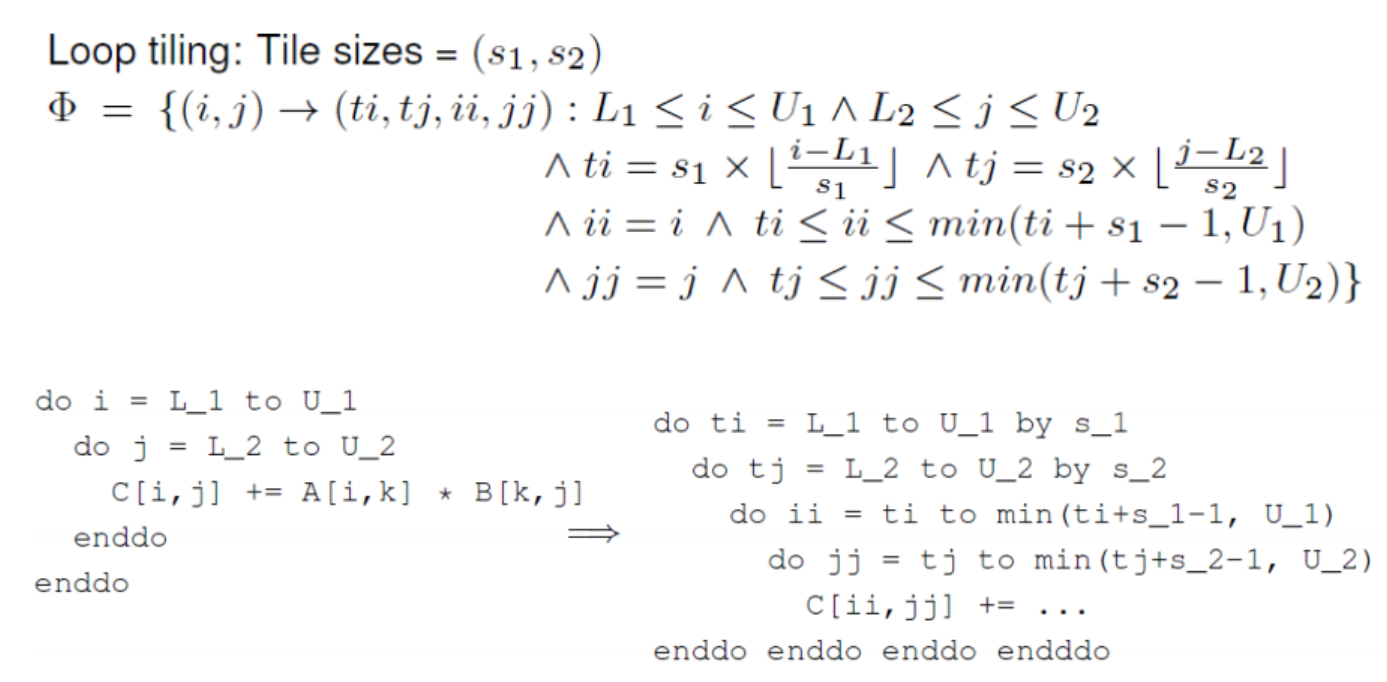 Loop tiling: Tile sizes = (s₁, s₂)
Φ = {(i, j) → (ti, tj, ii, jj) : L₁ ≤ i ≤ U₁ ∧ L₂ ≤ j ≤ U₂
∧ ti = s₁ × ⌊(i−L₁)/s₁⌋ ∧ tj = s₂ × ⌊(j−L₂)/s₂⌋
∧ ii = i ∧ ti ≤ ii ≤ min(ti + s₁ − 1, U₁)
∧ jj = j ∧ tj ≤ jj ≤ min(tj + s₂ − 1, U₂)}
do i = L_1 to U_1
do j = L_2 to U_2
C[i,j] += A[i,k] * B[k,j]
enddo
enddo
⟹
do ti = L_1 to U_1 by s_1
do tj = L_2 to U_2 by s_2
do ii = ti to min(ti+s_1-1, U_1)
do jj = tj to min(tj+s_2-1, U_2)
C[ii,jj] += ...
enddo enddo enddo endddo